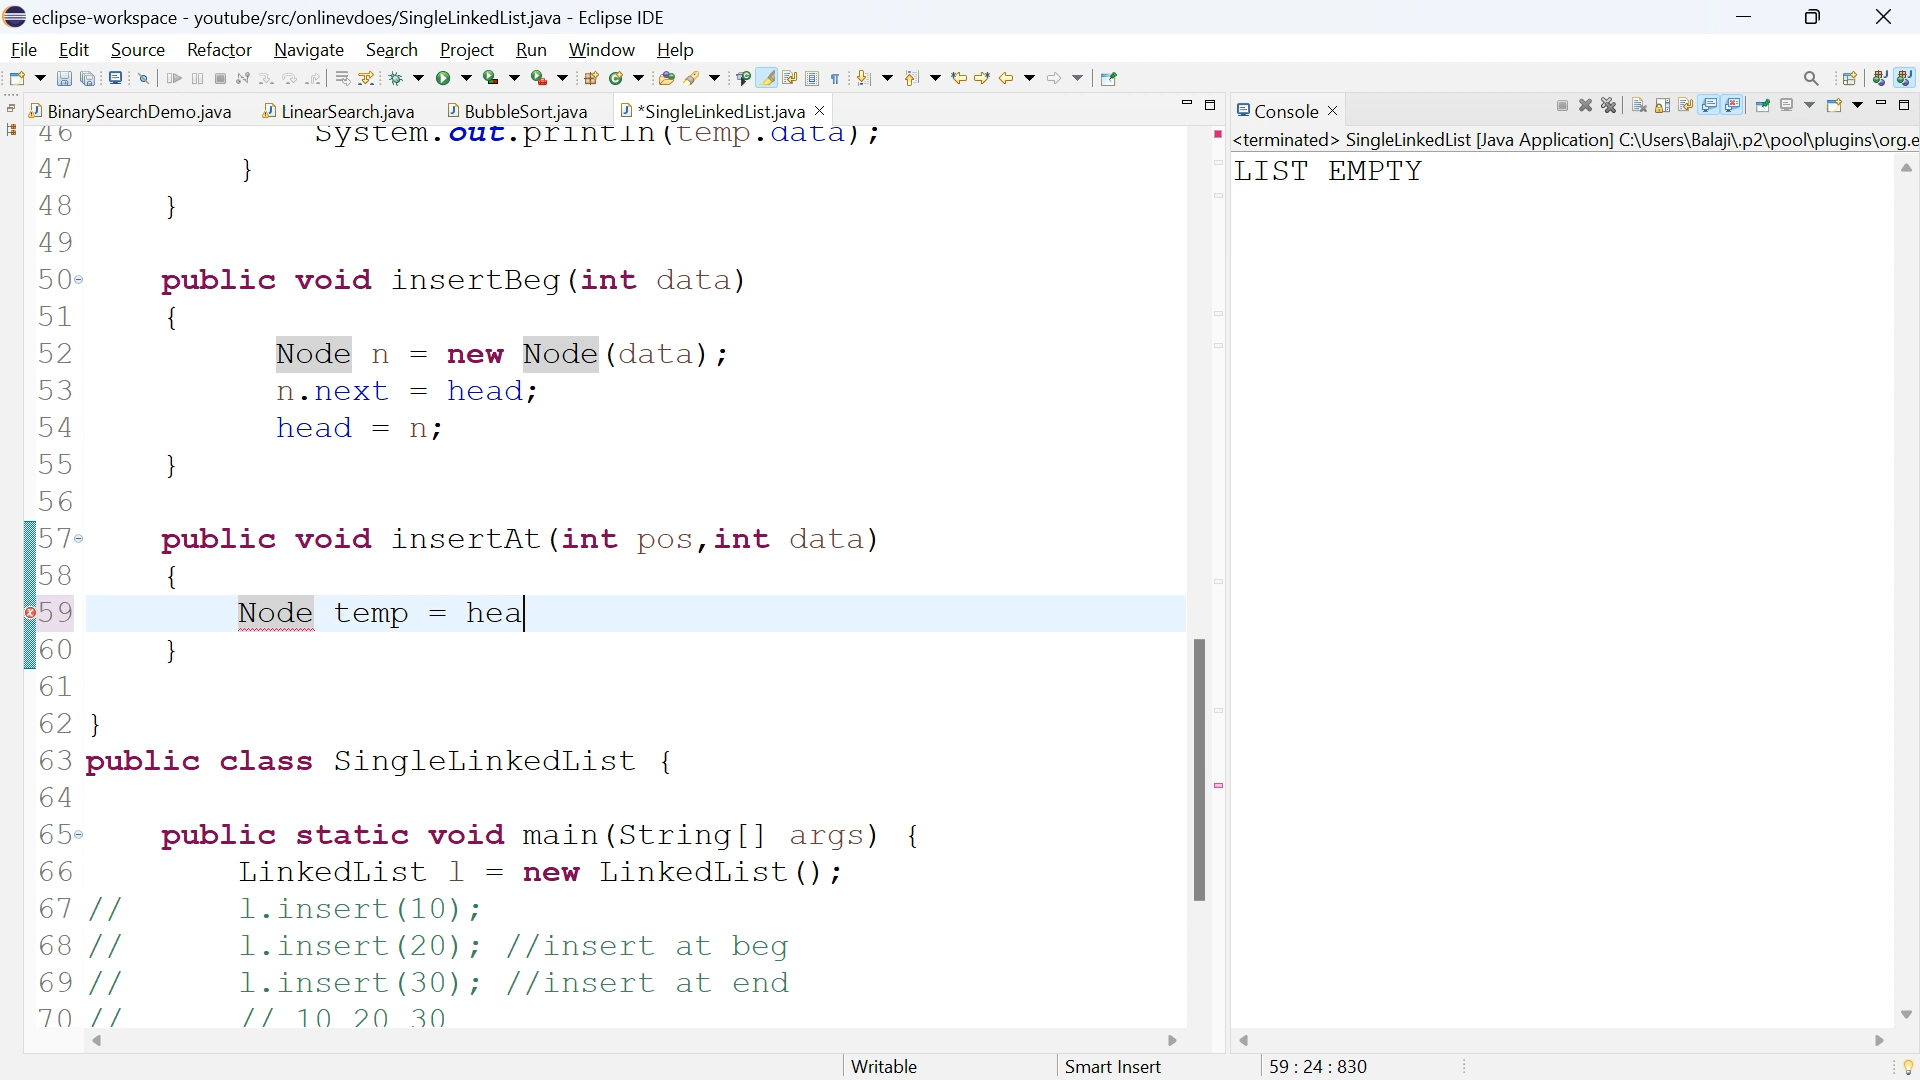 eclipse-workspace - youtube/src/onlinevdoes/SingleLinkedList.java - Eclipse IDE
File Edit Source Refactor Navigate Search Project Run Window Help
BinarySearchDemo.java LinearSearch.java BubbleSort.java *SingleLinkedList.java
Console
<terminated> SingleLinkedList [Java Application] C:\Users\Balaji\.p2\pool\plugins\org.e
LIST EMPTY
46 System.out.println(temp.data);
47 }
48 }
49
50 public void insertBeg(int data)
51 {
52 Node n = new Node(data);
53 n.next = head;
54 head = n;
55 }
56
57 public void insertAt(int pos,int data)
58 {
59 Node temp = hea
60 }
61
62 }
63 public class SingleLinkedList {
64
65 public static void main(String[] args) {
66 LinkedList l = new LinkedList();
67 // l.insert(10);
68 // l.insert(20); //insert at beg
69 // l.insert(30); //insert at end
70 // // 10 20 30
Writable Smart Insert 59 : 24 : 830